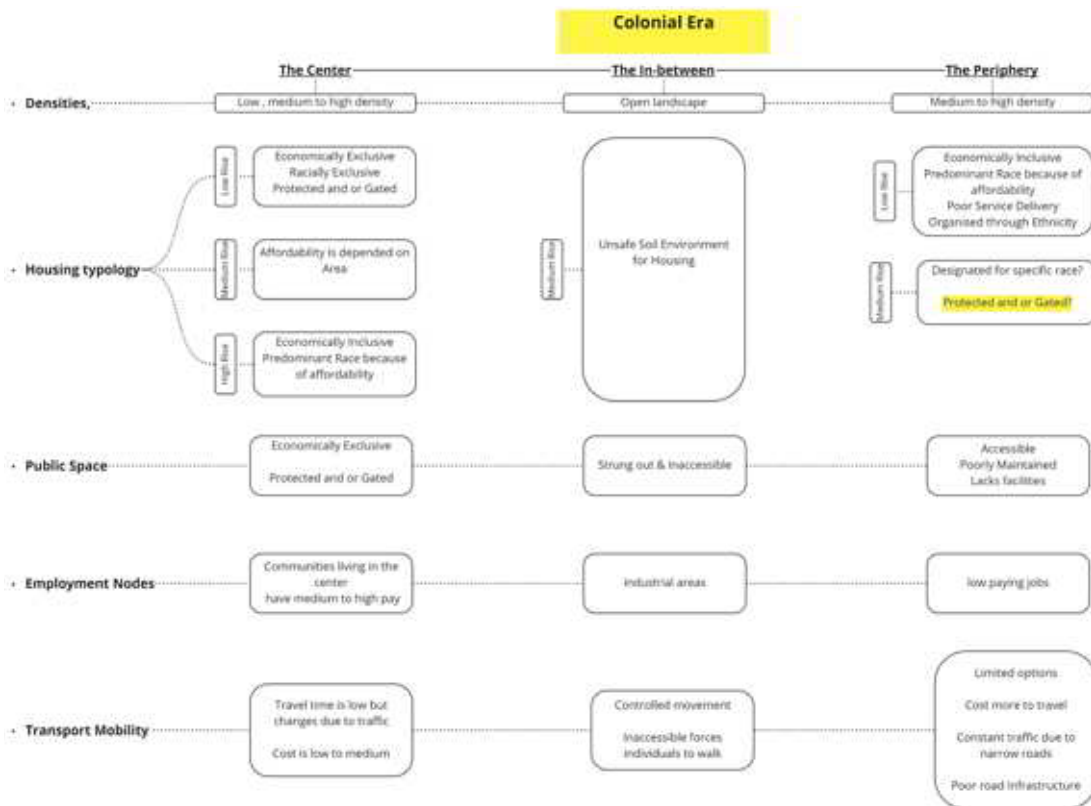 Colonial Era
The Center
The In-between
The Periphery
Densities,
Low , medium to high density
Open landscape
Medium to high density
Housing typology
Low Rise
Economically Exclusive
Racially Exclusive
Protected and or Gated
Medium Rise
Affordability is depended on
Area
High Rise
Economically Inclusive
Predominant Race because
of affordability
Medium Rise
Unsafe Soil Environment
for Housing
Low Rise
Economically Inclusive
Predominant Race because of
affordability
Poor Service Delivery
Organised through Ethnicity
Medium Rise
Designated for specific race?
Protected and or Gated?
Public Space
Economically Exclusive
Protected and or Gated
Strung out & Inaccessible
Accessible
Poorly Maintained
Lacks facilities
Employment Nodes
Communities living in the
center
have medium to high pay
Industrial areas
low paying jobs
Transport Mobility
Travel time is low but
changes due to traffic
Cost is low to medium
Controlled movement
Inaccessible forces
individuals to walk
Limited options
Cost more to travel
Constant traffic due to
narrow roads
Poor road infrastructure